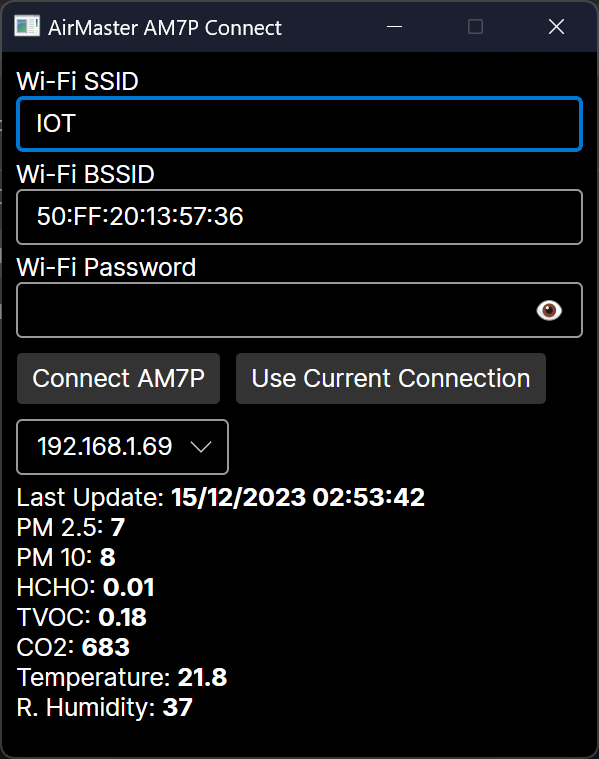 AirMaster AM7P Connect
Wi-Fi SSID
IOT
Wi-Fi BSSID
50:FF:20:13:57:36
Wi-Fi Password
Connect AM7P Use Current Connection
192.168.1.69
Last Update: 15/12/2023 02:53:42
PM 2.5: 7
PM 10: 8
HCHO: 0.01
TVOC: 0.18
CO2: 683
Temperature: 21.8
R. Humidity: 37